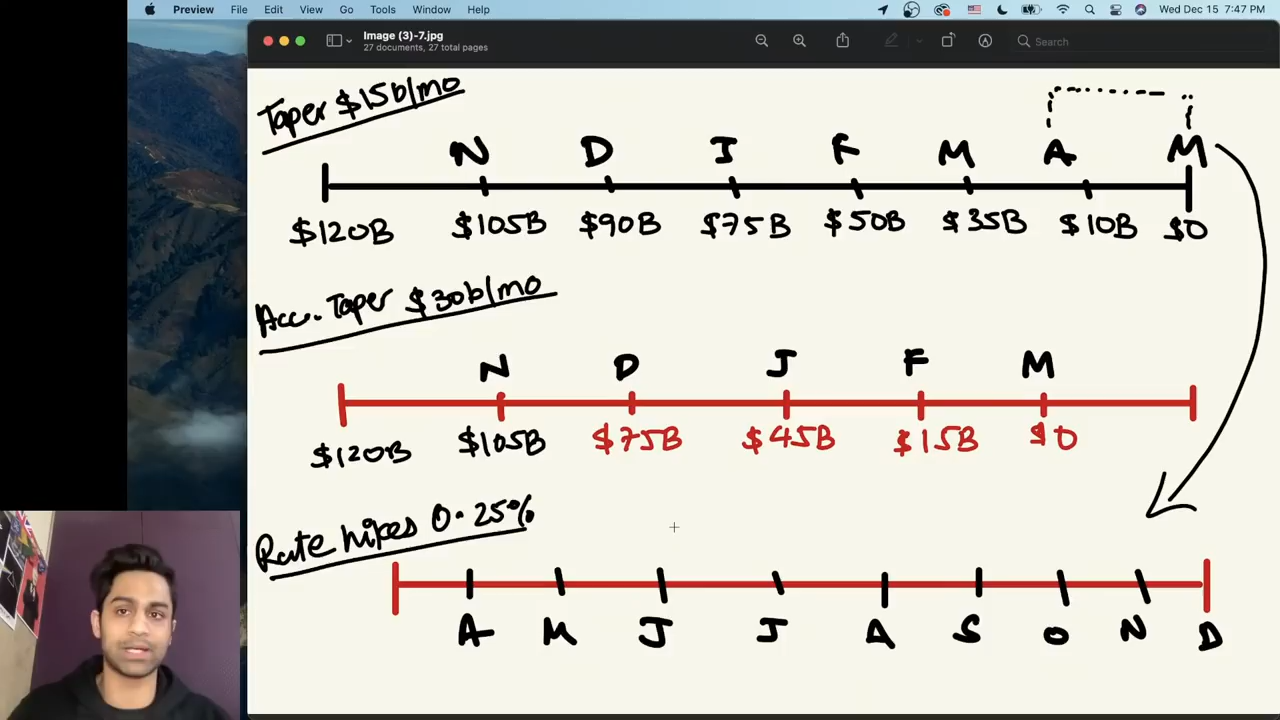 Preview File Edit View Go Tools Window Help Wed Dec 15 7:47 PM
Image (3)-7.jpg
27 documents, 27 total pages
Search
Taper $15b/mo
N D J F M A M
$120B $105B $90B $75B $50B $35B $10B $0
Acc. Taper $30b/mo
N D J F M
$120B $105B $75B $45B $15B $0
Rate hikes 0.25%
A M J J A S O N D